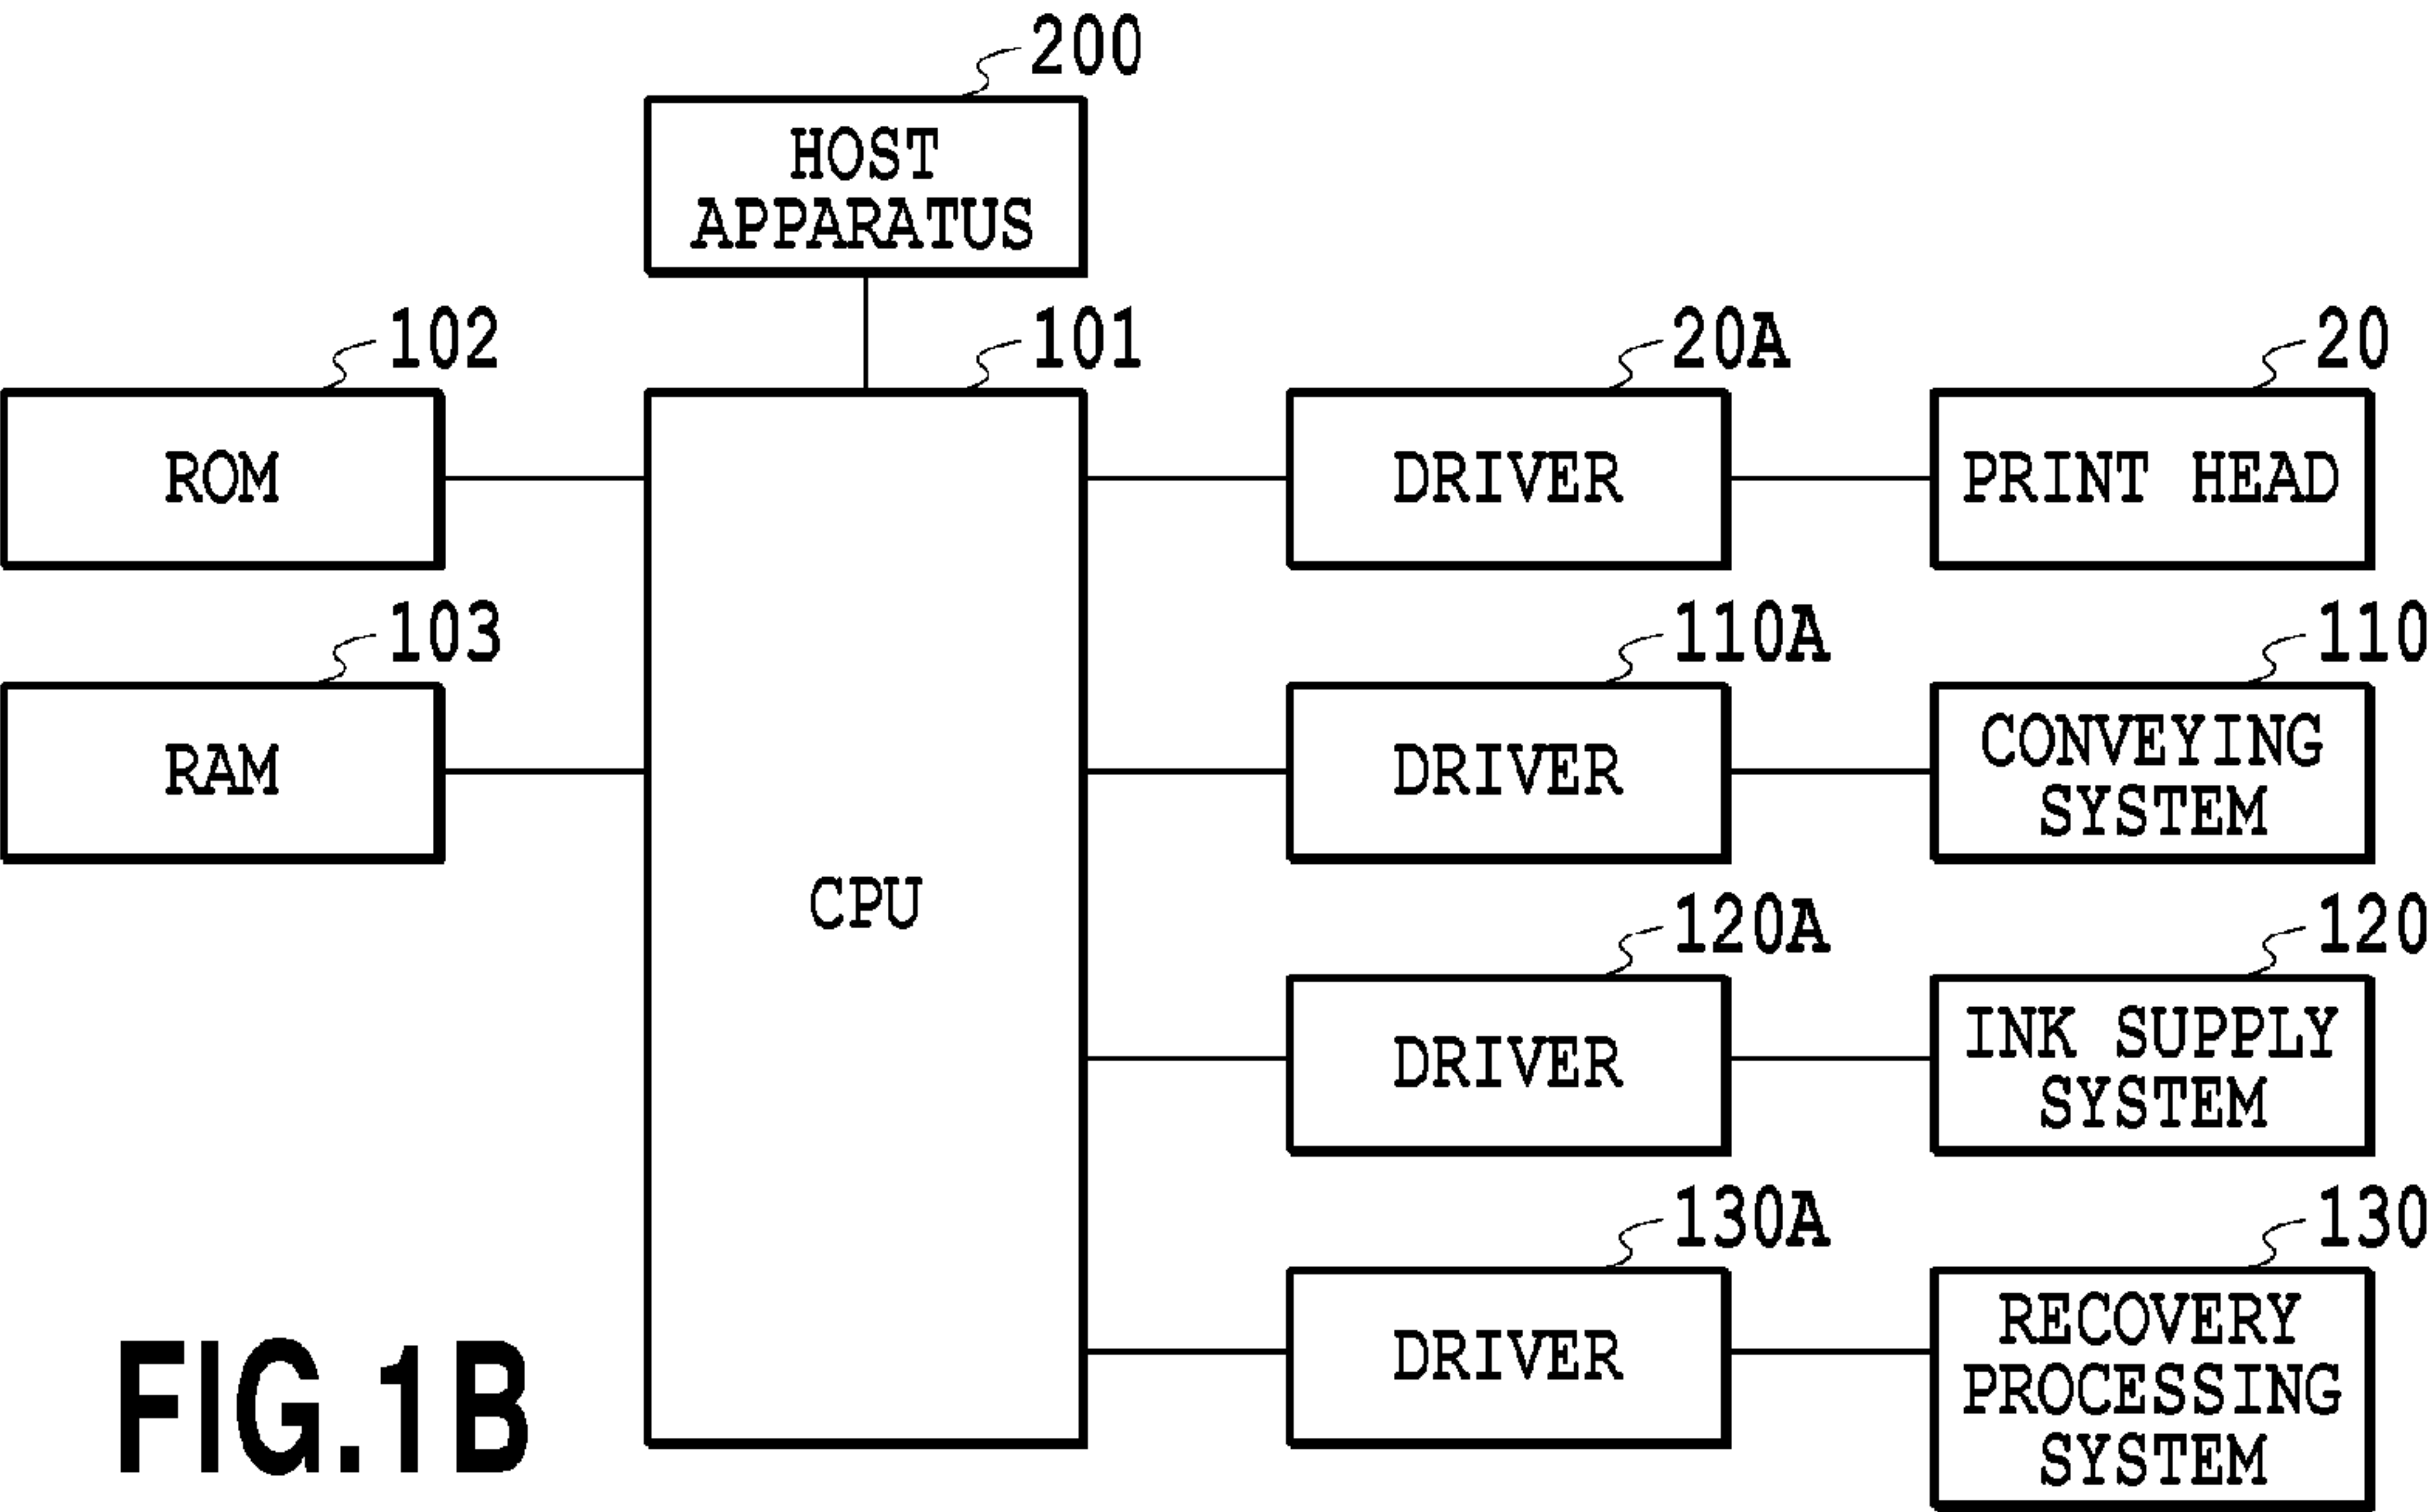 200
HOST
APPARATUS
102
101
20A
20
ROM
DRIVER
PRINT HEAD
103
110A
110
RAM
DRIVER
CONVEYING
SYSTEM
CPU
120A
120
DRIVER
INK SUPPLY
SYSTEM
130A
130
DRIVER
RECOVERY
PROCESSING
SYSTEM
FIG.1B